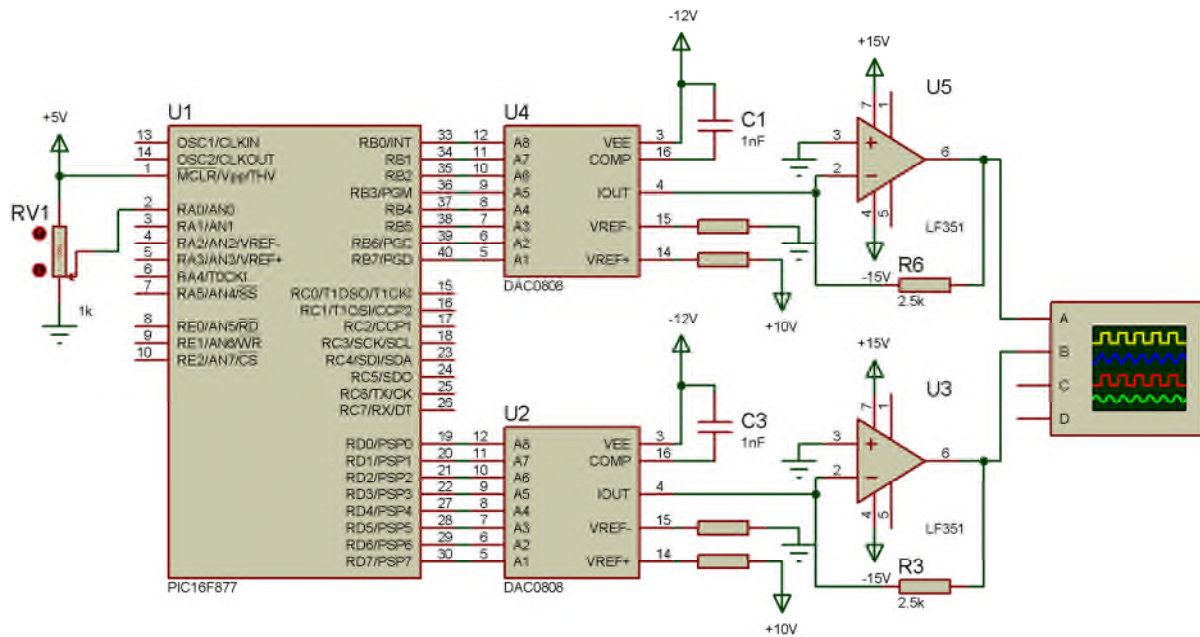 -12V
+15V
U5
7
1
3
2
6
4
5
LF351
-15V
R6
2.5k
+5V
U1
13 OSC1/CLKIN
14 OSC2/CLKOUT
1 MCLR/Vpp/THV
2 RA0/AN0
3 RA1/AN1
4 RA2/AN2/VREF-
5 RA3/AN3/VREF+
6 RA4/T0CKI
7 RA5/AN4/SS
8 RE0/AN5/RD
9 RE1/AN6/WR
10 RE2/AN7/CS
RV1
1k
RB0/INT 33
RB1 34
RB2 35
RB3/PGM 36
RB4 37
RB5 38
RB6/PGC 39
RB7/PGD 40
RC0/T1OSO/T1CKI 15
RC1/T1OSI/CCP2 16
RC2/CCP1 17
RC3/SCK/SCL 18
RC4/SDI/SDA 23
RC5/SDO 24
RC6/TX/CK 25
RC7/RX/DT 26
RD0/PSP0 19
RD1/PSP1 20
RD2/PSP2 21
RD3/PSP3 22
RD4/PSP4 27
RD5/PSP5 28
RD6/PSP6 29
RD7/PSP7 30
PIC16F877
U4
12 A8
11 A7
10 A6
9 A5
8 A4
7 A3
6 A2
5 A1
VEE 3
COMP 16
IOUT 4
VREF- 15
VREF+ 14
DAC0808
C1
1nF
+10V
-12V
+15V
U2
12 A8
11 A7
10 A6
9 A5
8 A4
7 A3
6 A2
5 A1
VEE 3
COMP 16
IOUT 4
VREF- 15
VREF+ 14
DAC0808
C3
1nF
+10V
U3
7
1
3
2
6
4
5
LF351
-15V
R3
2.5k
A
B
C
D